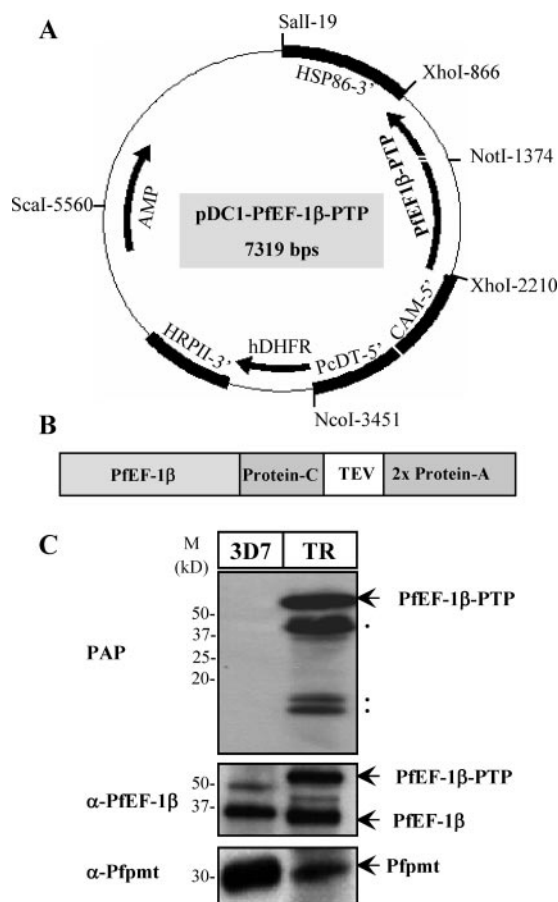 A
SalI-19
HSP86-3'
XhoI-866
NotI-1374
PfEF1β-PTP
ScaI-5560
AMP
pDC1-PfEF-1β-PTP
7319 bps
XhoI-2210
CAM-5'
PcDT-5'
hDHFR
HRPII-3'
NcoI-3451
B
PfEF-1β Protein-C TEV 2x Protein-A
C
M
(kD)
3D7 TR
PfEF-1β-PTP
50-
37-
25-
20-
PAP
PfEF-1β-PTP
50-
37-
α-PfEF-1β
PfEF-1β
α-Pfpmt
30-
Pfpmt